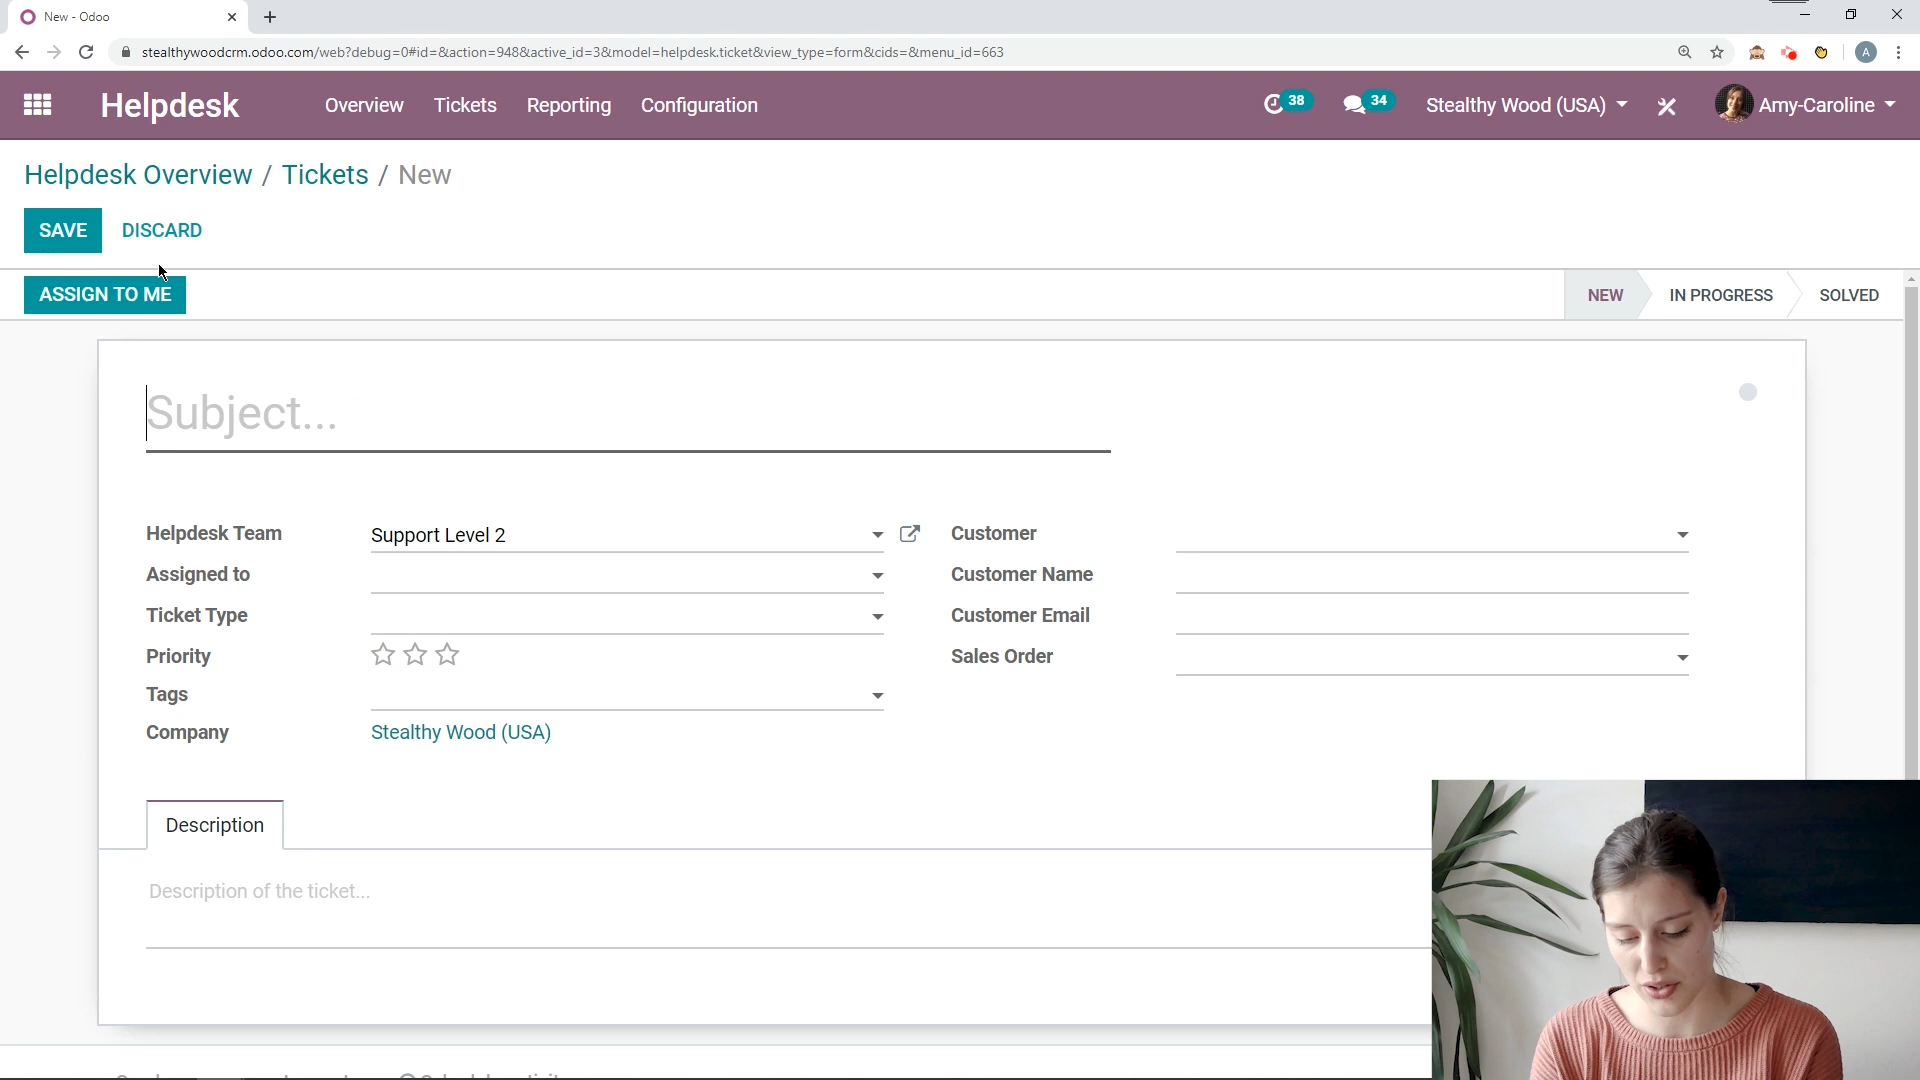 New - Odoo
stealthywoodcrm.odoo.com/web?debug=0#id=&action=948&active_id=3&model=helpdesk.ticket&view_type=form&cids=&menu_id=663
A
Helpdesk Overview Tickets Reporting Configuration 38 34 Stealthy Wood (USA) Amy-Caroline
Helpdesk Overview / Tickets / New
SAVE DISCARD
ASSIGN TO ME NEW IN PROGRESS SOLVED
Subject...
Helpdesk Team Support Level 2 Customer
Assigned to Customer Name
Ticket Type Customer Email
Priority Sales Order
Tags
Company Stealthy Wood (USA)
Description
Description of the ticket...